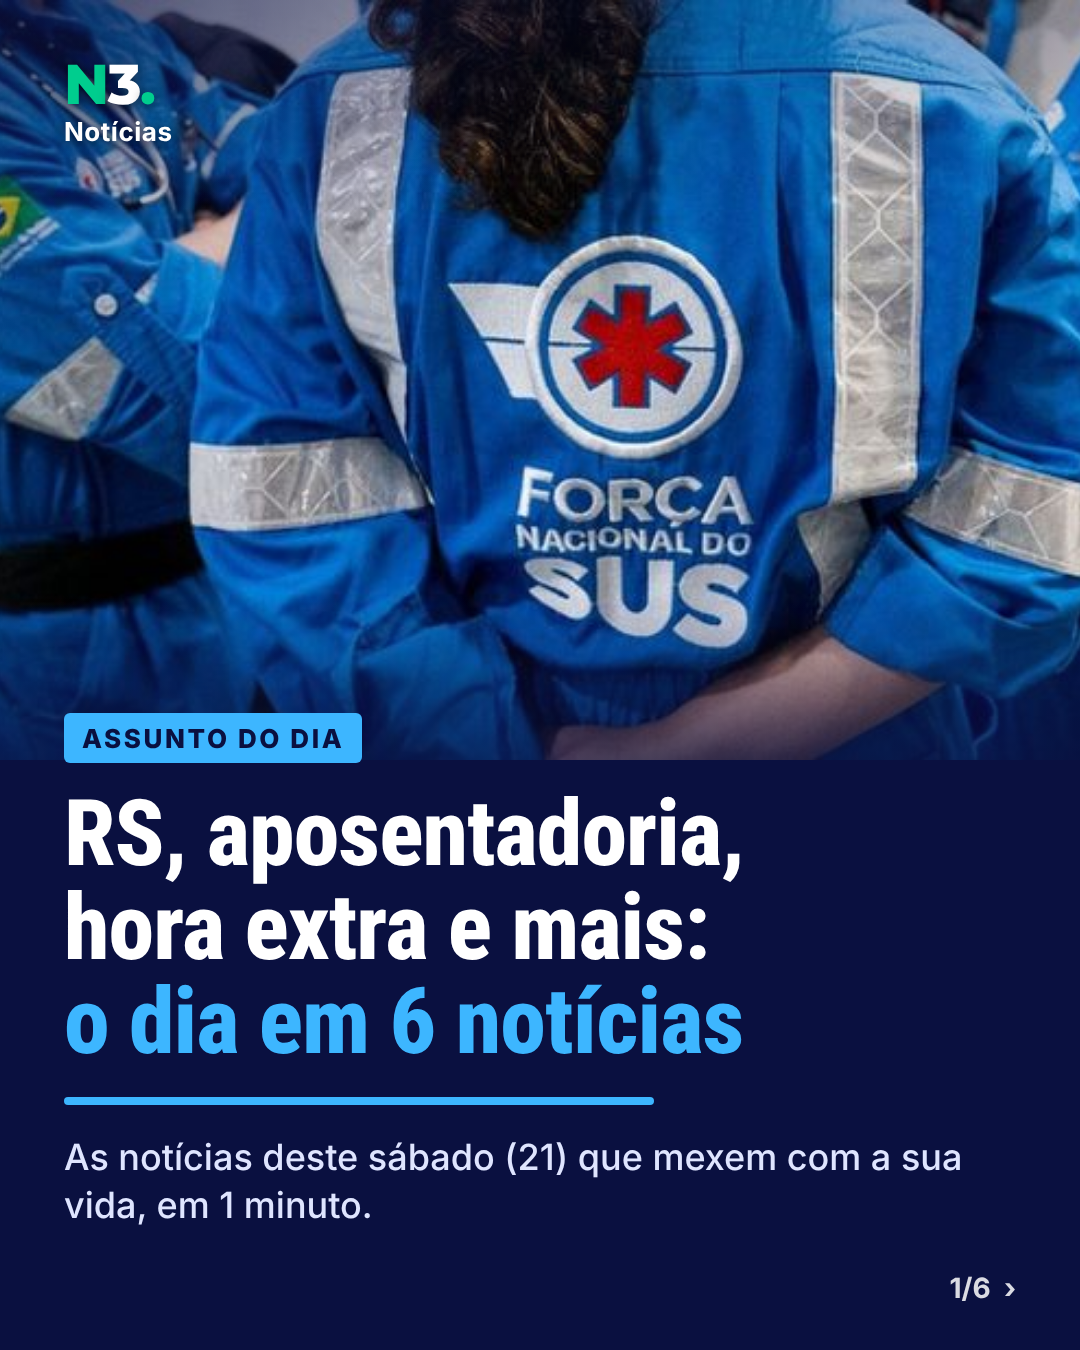 N3.
Notícias
FORÇA
NACIONAL DO
SUS
ASSUNTO DO DIA
RS, aposentadoria,
hora extra e mais:
o dia em 6 notícias
As notícias deste sábado (21) que mexem com a sua
vida, em 1 minuto.
1/6 ›